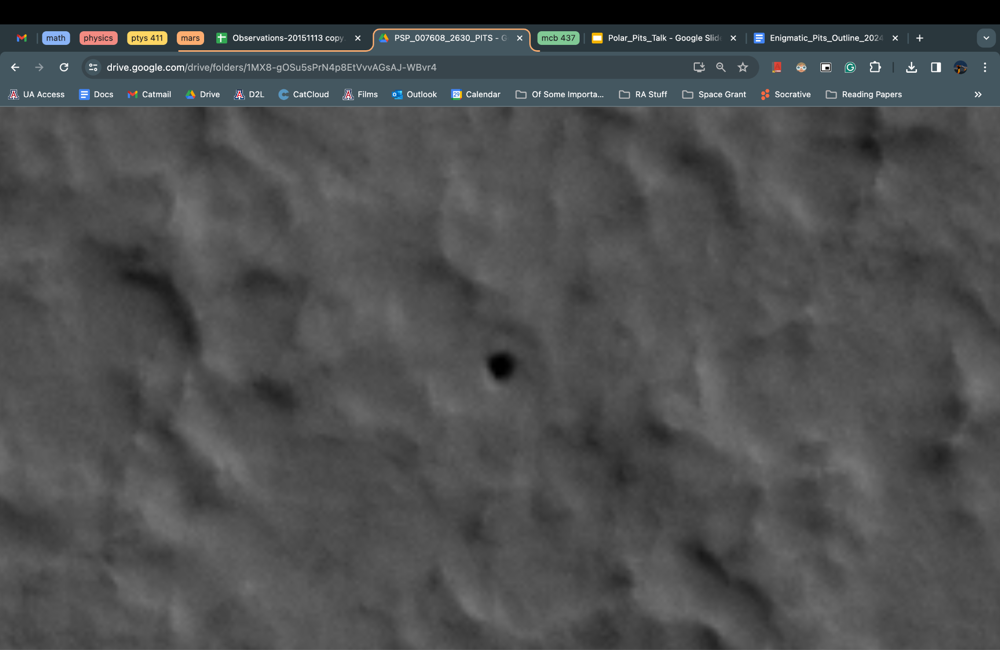 math physics ptys 411 mars Observations-20151113 copy PSP_007608_2630_PITS - G mcb 437 Polar_Pits_Talk - Google Slide Enigmatic_Pits_Outline_2024
drive.google.com/drive/folders/1MX8-gOSu5sPrN4p8EtVvvAGsAJ-WBvr4
UA Access Docs Catmail Drive D2L CatCloud Films Outlook 29 Calendar Of Some Importa... RA Stuff Space Grant Socrative Reading Papers